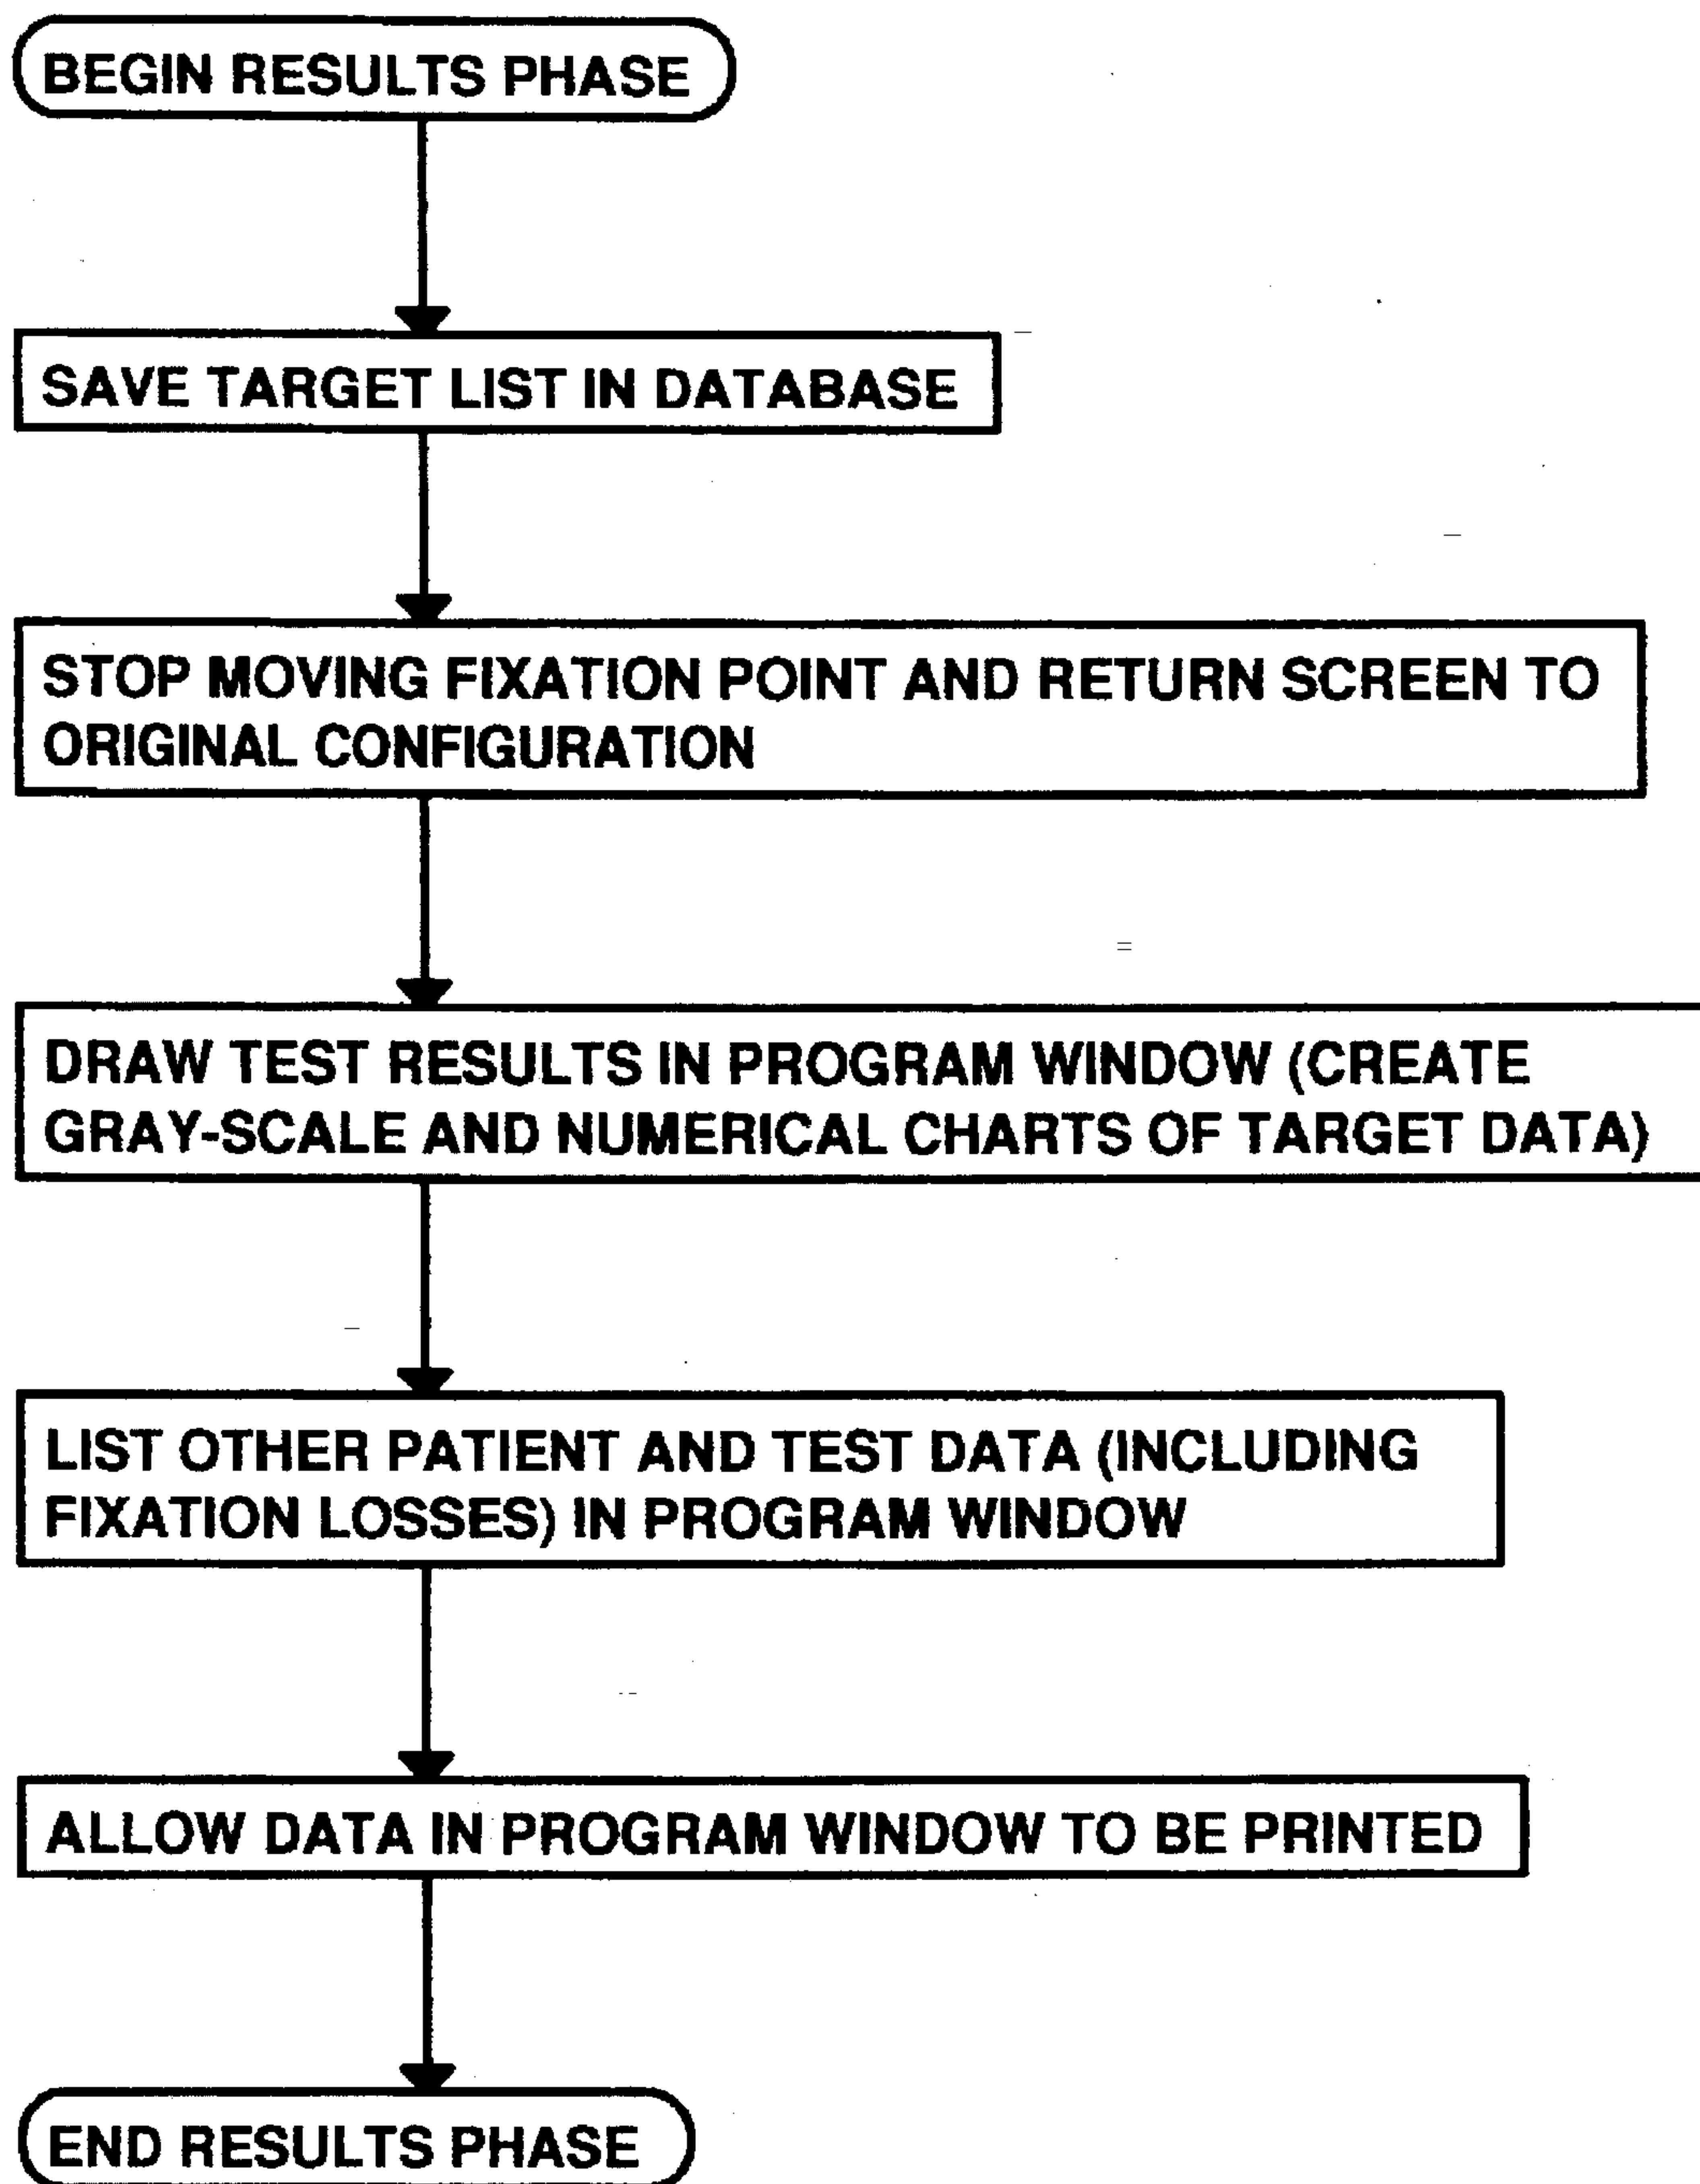 BEGIN RESULTS PHASE
SAVE TARGET LIST IN DATABASE
STOP MOVING FIXATION POINT AND RETURN SCREEN TO
ORIGINAL CONFIGURATION
DRAW TEST RESULTS IN PROGRAM WINDOW (CREATE
GRAY-SCALE AND NUMERICAL CHARTS OF TARGET DATA)
LIST OTHER PATIENT AND TEST DATA (INCLUDING
FIXATION LOSSES) IN PROGRAM WINDOW
ALLOW DATA IN PROGRAM WINDOW TO BE PRINTED
END RESULTS PHASE